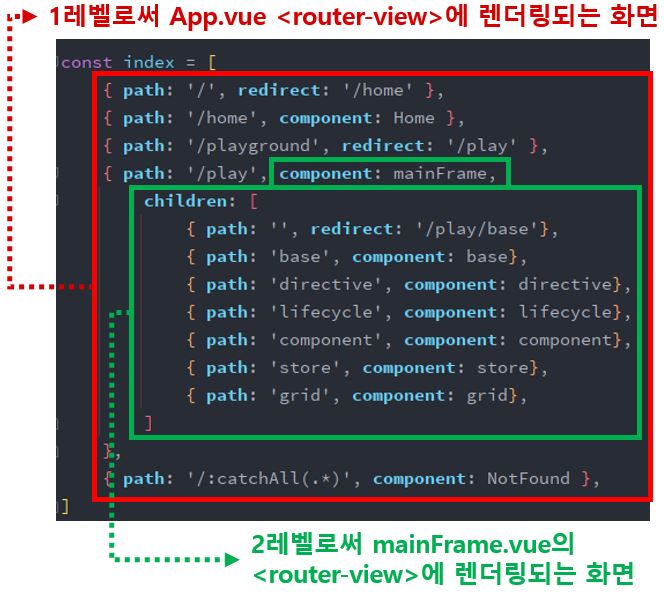 1레벨로써 App.vue <router-view>에 렌더링되는 화면
const index = [
{ path: '/', redirect: '/home' },
{ path: '/home', component: Home },
{ path: '/playground', redirect: '/play' },
{ path: '/play', component: mainFrame,
children: [
{ path: '', redirect: '/play/base'},
{ path: 'base', component: base},
{ path: 'directive', component: directive},
{ path: 'lifecycle', component: lifecycle},
{ path: 'component', component: component},
{ path: 'store', component: store},
{ path: 'grid', component: grid},
]
},
{ path: '/:catchAll(.*)', component: NotFound },
]
2레벨로써 mainFrame.vue의
<router-view>에 렌더링되는 화면